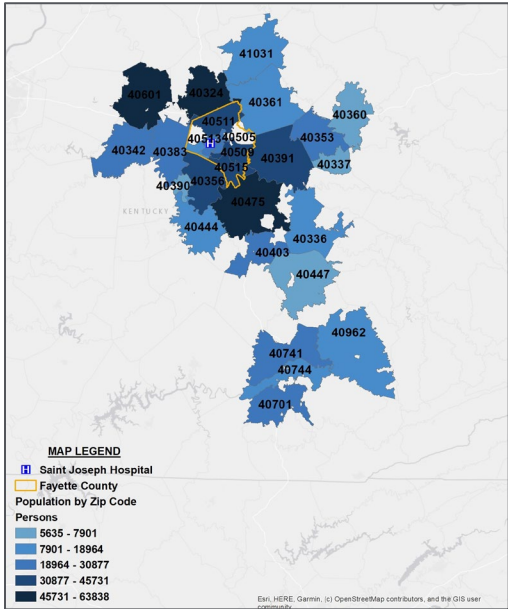 41031
40601
40324
40361
40360
40511
40505
40513
40353
40342
40383
40509
40391
40337
40515
40390
40356
40475
KENTUCKY
40444
40336
40403
40447
40962
40741
40744
40701
MAP LEGEND
H Saint Joseph Hospital
Fayette County
Population by Zip Code
Persons
5635 - 7901
7901 - 18964
18964 - 30877
30877 - 45731
45731 - 63838
Esri, HERE, Garmin, (c) OpenStreetMap contributors, and the GIS user
community